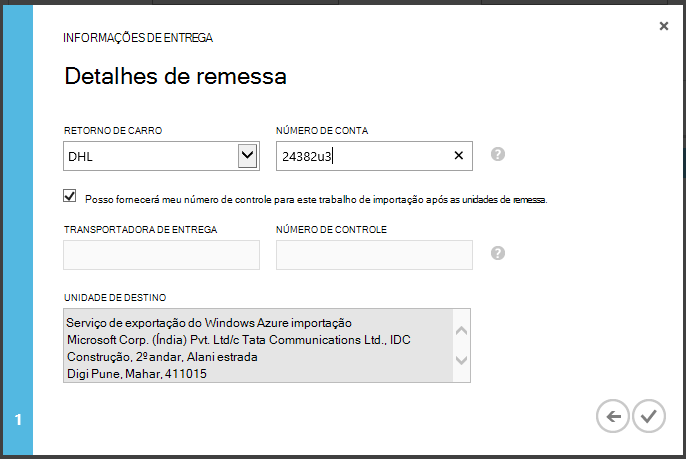 INFORMAÇÕES DE ENTREGA
Detalhes de remessa
RETORNO DE CARRO NÚMERO DE CONTA
DHL 24382u3
Posso fornecerá meu número de controle para este trabalho de importação após as unidades de remessa.
TRANSPORTADORA DE ENTREGA NÚMERO DE CONTROLE
UNIDADE DE DESTINO
Serviço de exportação do Windows Azure importação
Microsoft Corp. (Índia) Pvt. Ltd/c Tata Communications Ltd., IDC
Construção, 2º andar, Alani estrada
Digi Pune, Mahar, 411015
1